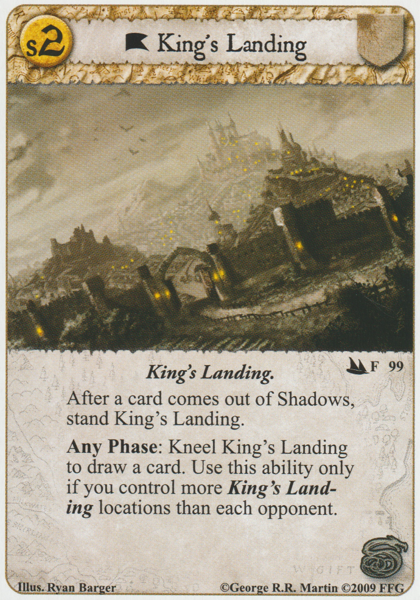 s2
King's Landing
King's Landing.
F 99
After a card comes out of Shadows,
stand King's Landing.
Any Phase: Kneel King's Landing
to draw a card. Use this ability only
if you control more King's Land-
ing locations than each opponent.
W GIFT
Illus. Ryan Barger
©George R.R. Martin ©2009 FFG